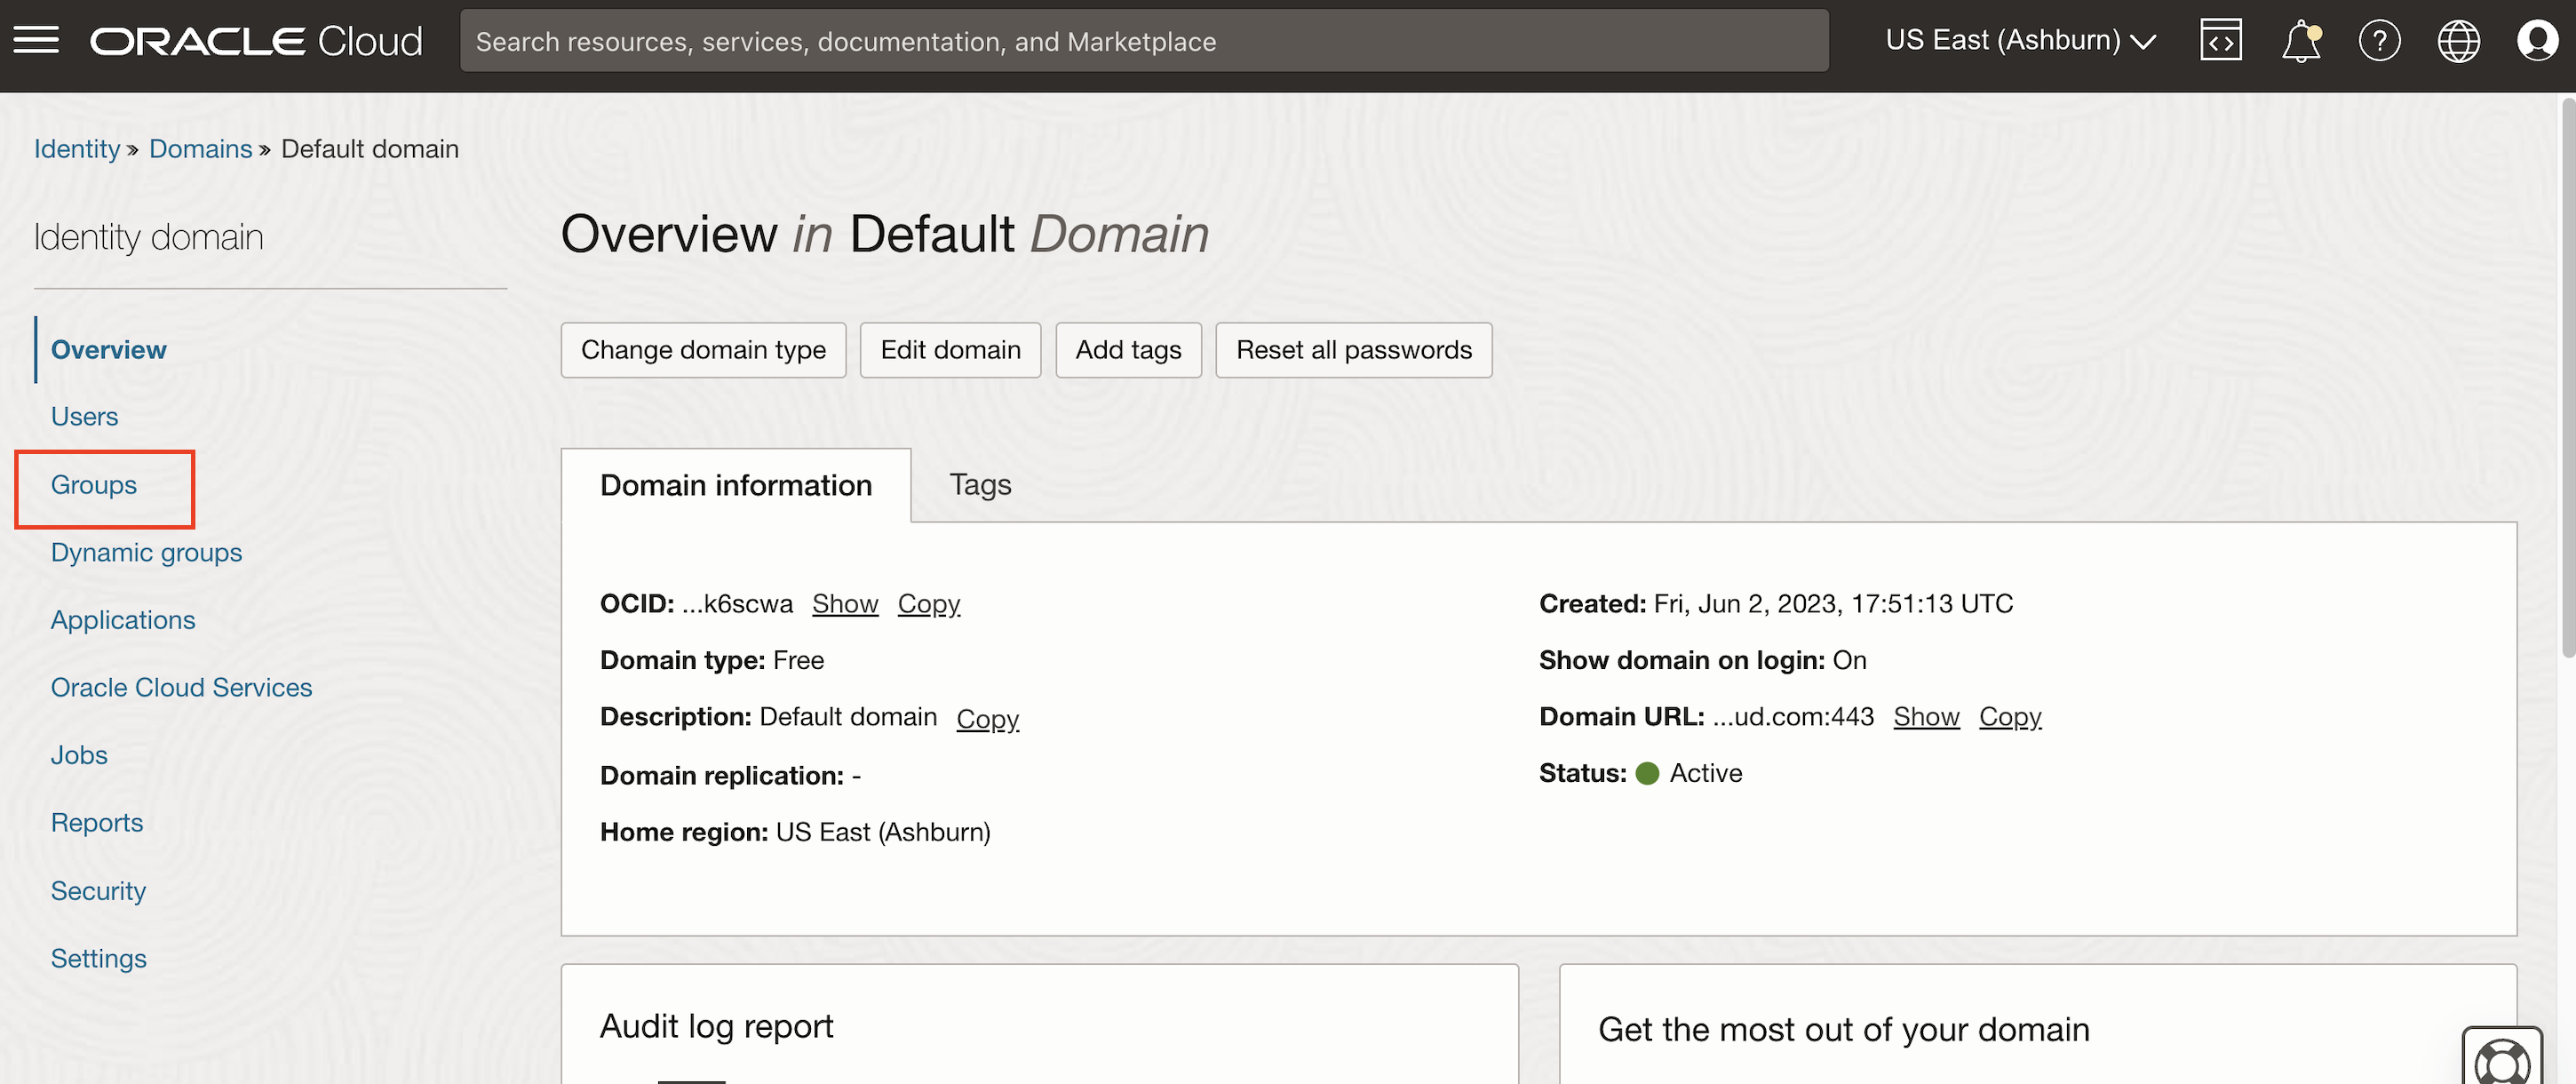 ORACLE Cloud
Search resources, services, documentation, and Marketplace
US East (Ashburn)
Identity » Domains » Default domain
Identity domain
Overview
Users
Groups
Dynamic groups
Applications
Oracle Cloud Services
Jobs
Reports
Security
Settings
Overview in Default Domain
Change domain type
Edit domain
Add tags
Reset all passwords
Domain information
Tags
OCID: ...k6scwa Show Copy
Domain type: Free
Description: Default domain Copy
Domain replication: -
Home region: US East (Ashburn)
Created: Fri, Jun 2, 2023, 17:51:13 UTC
Show domain on login: On
Domain URL: ...ud.com:443 Show Copy
Status: Active
Audit log report
Get the most out of your domain